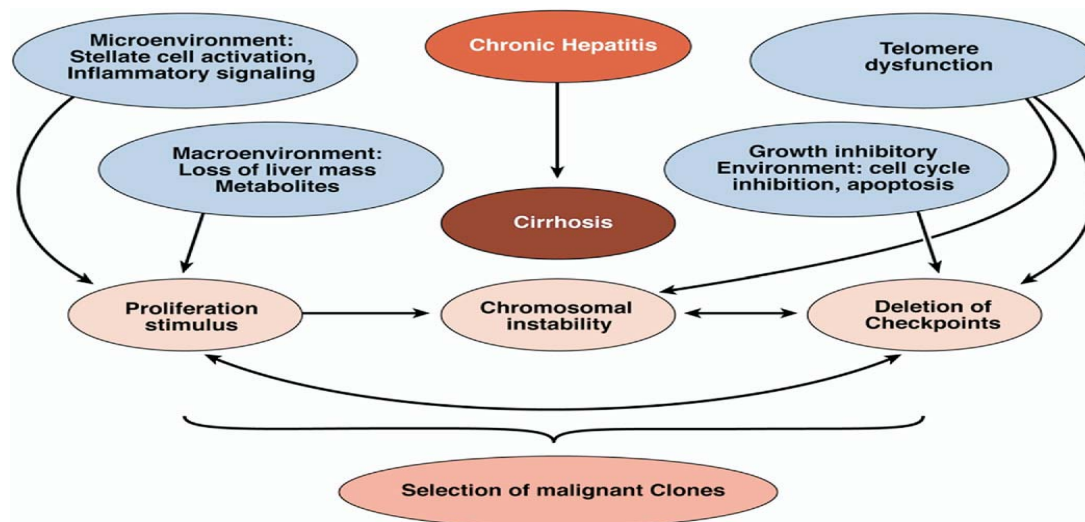 Microenvironment:
Stellate cell activation,
Inflammatory signaling
Chronic Hepatitis
Telomere
dysfunction
Macroenvironment:
Loss of liver mass
Metabolites
Growth inhibitory
Environment: cell cycle
inhibition, apoptosis
Cirrhosis
Proliferation
stimulus
Chromosomal
instability
Deletion of
Checkpoints
Selection of malignant Clones